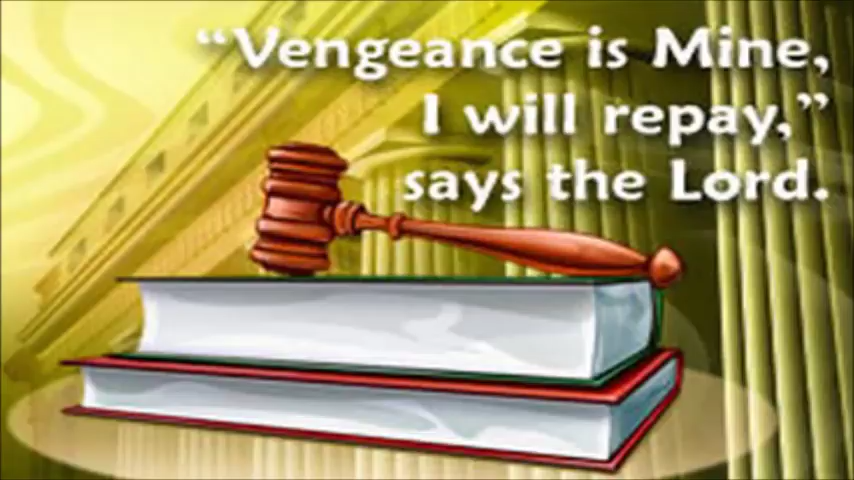 “Vengeance is Mine,
I will repay,”
says the Lord.